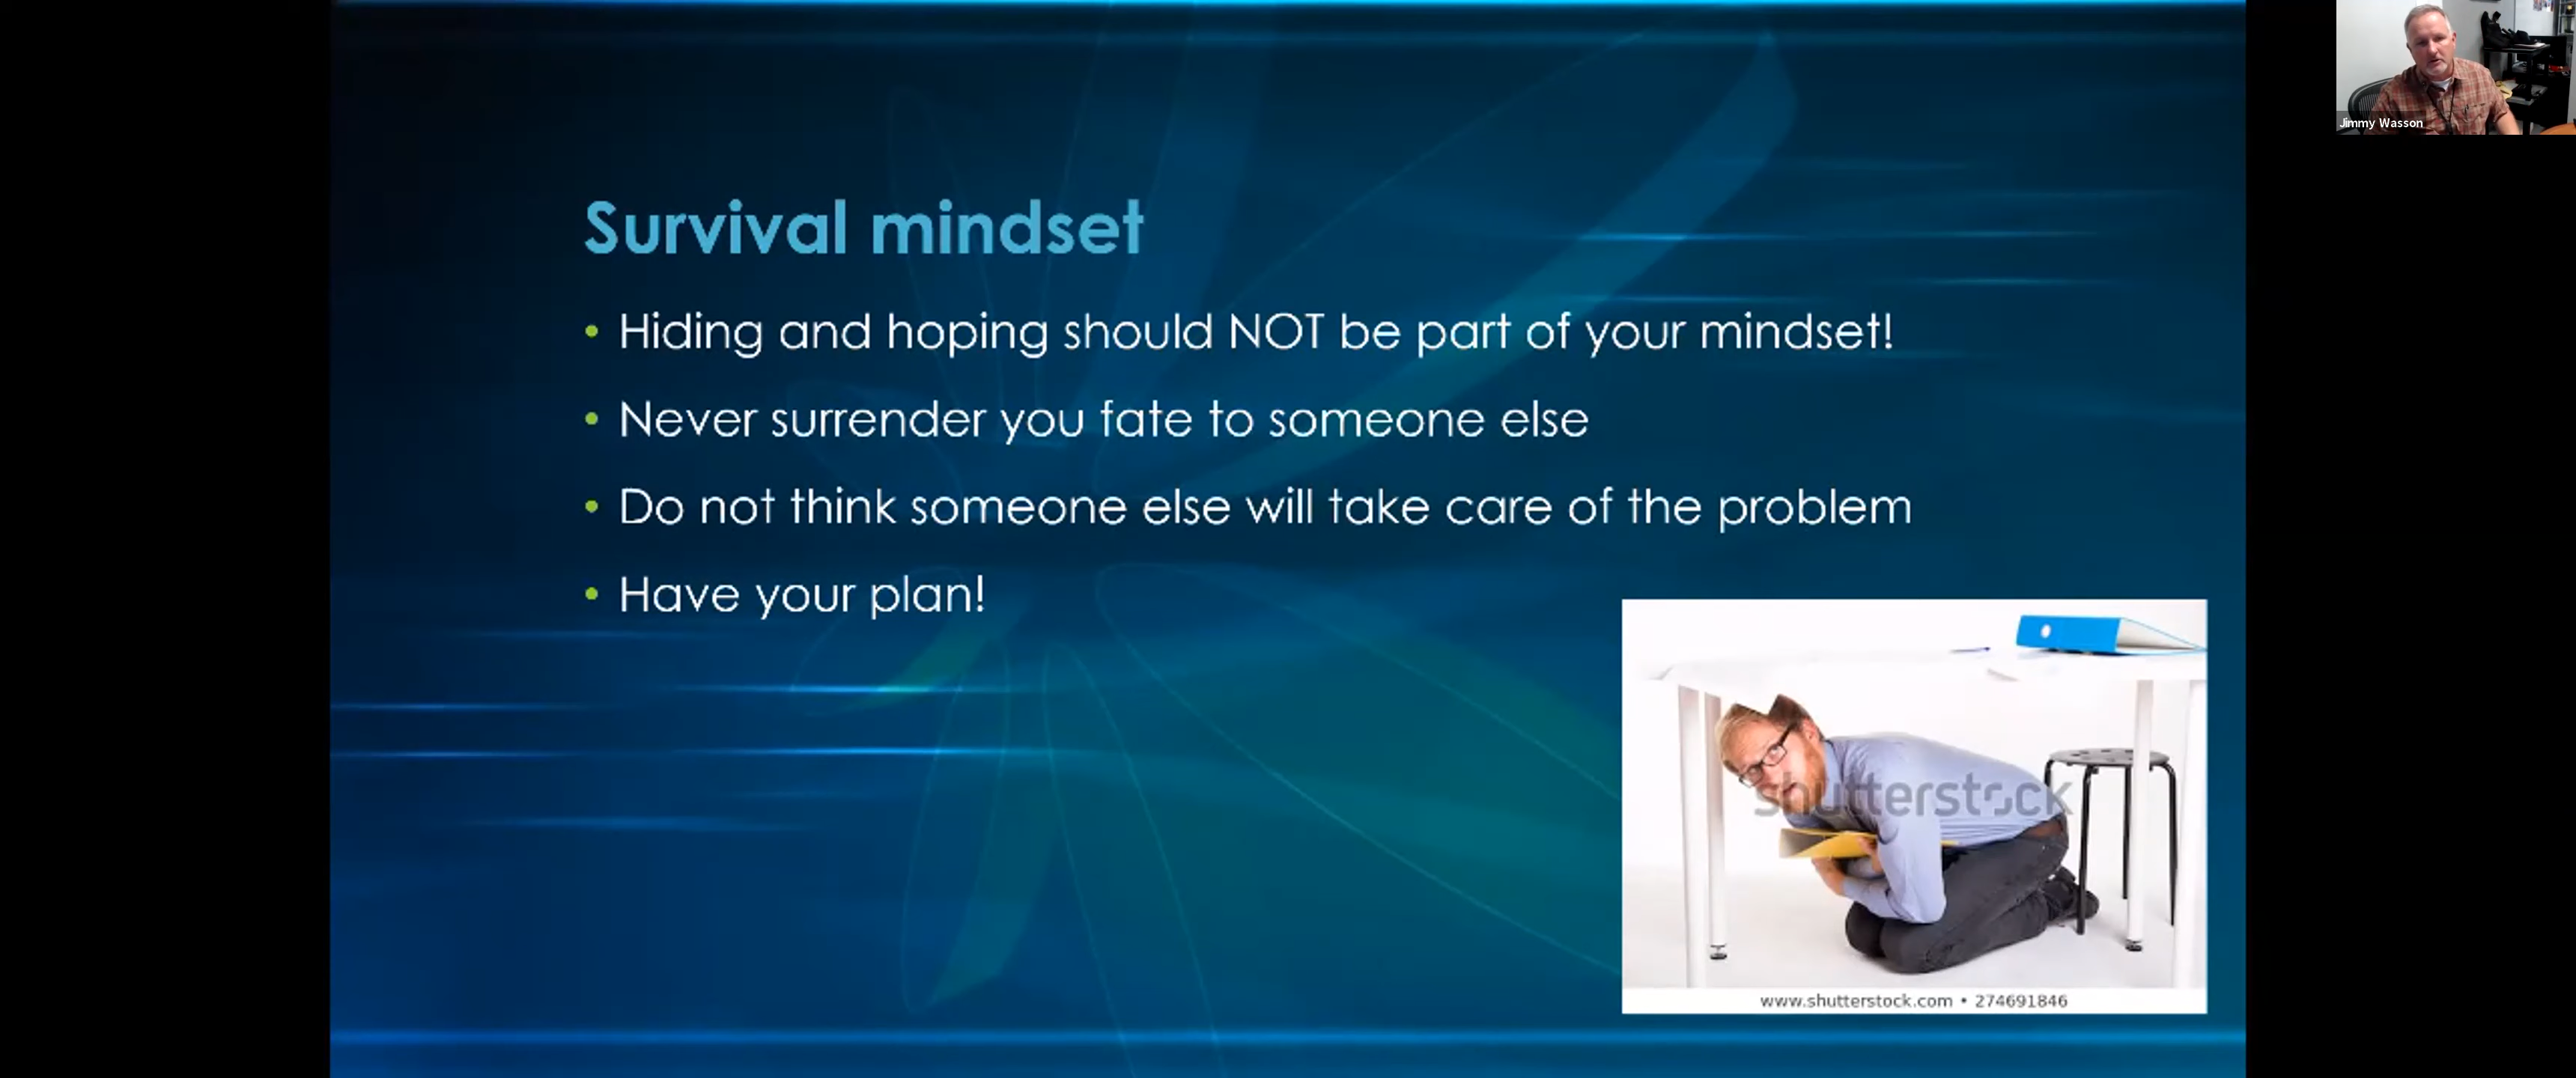 Jimmy Wasson
Survival mindset
• Hiding and hoping should NOT be part of your mindset!
• Never surrender you fate to someone else
• Do not think someone else will take care of the problem
• Have your plan!
shutterstock
www.shutterstock.com • 274691846